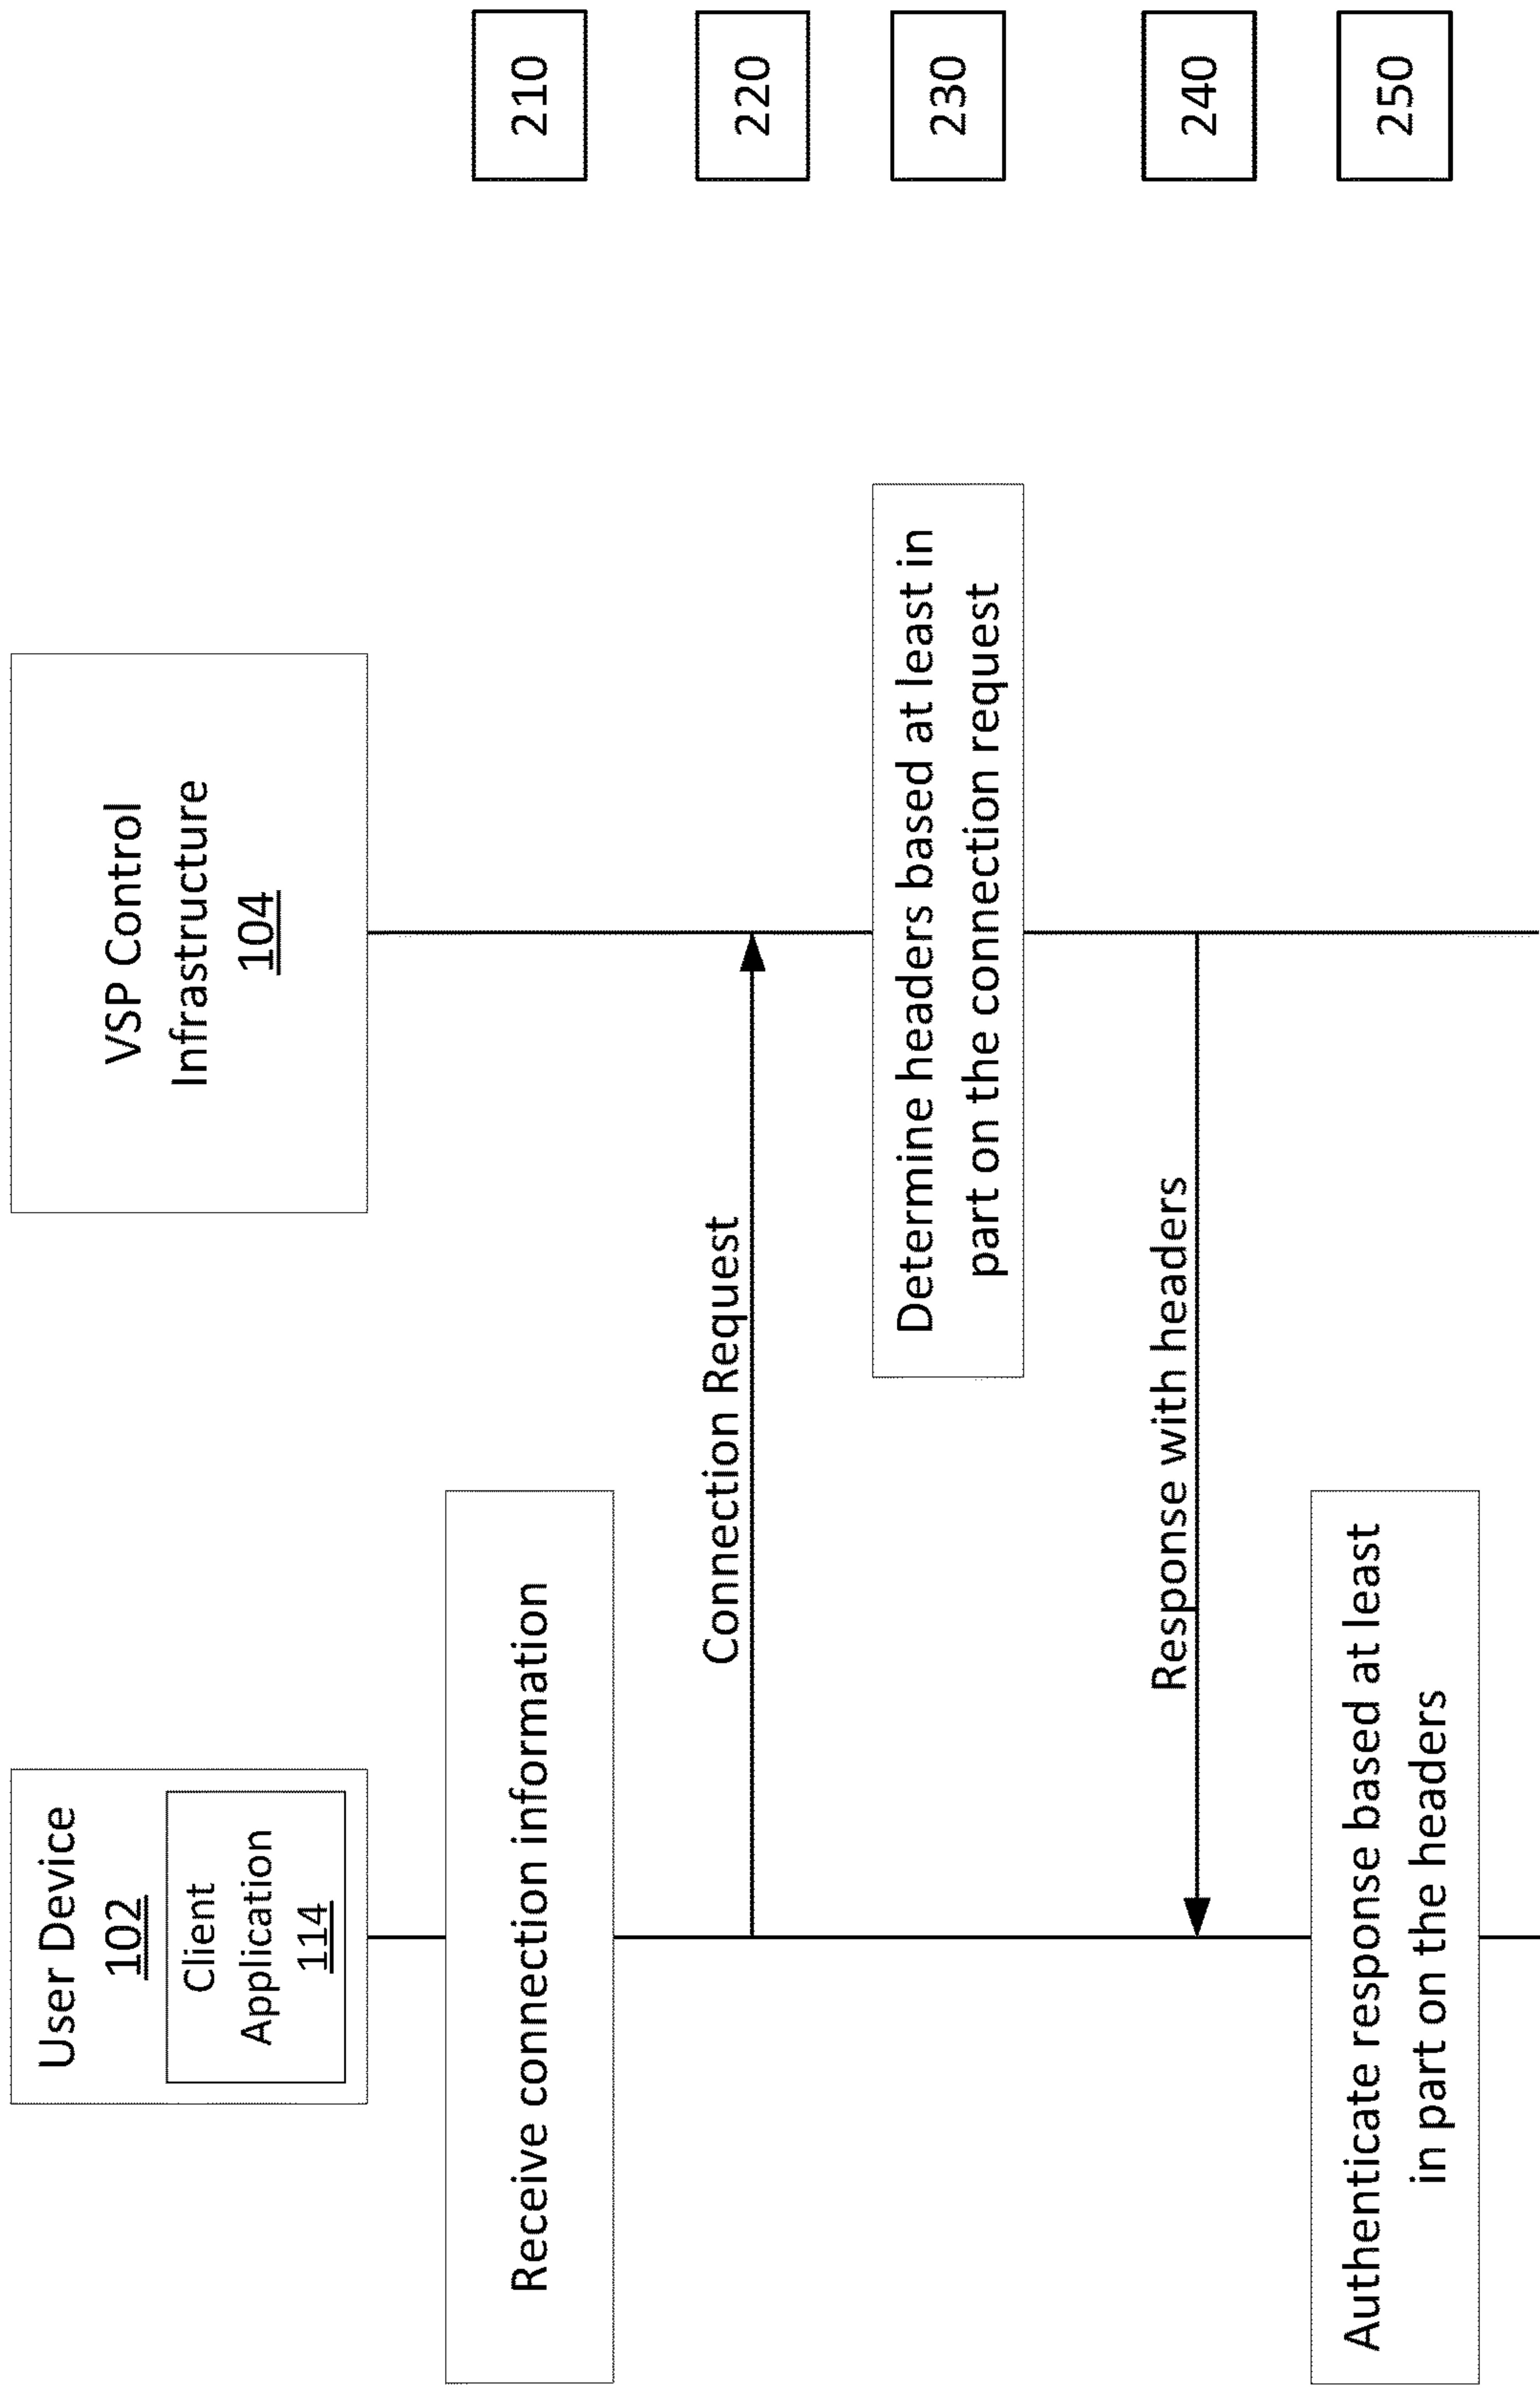 User Device
102
Client
Application
114
VSP Control
Infrastructure
104
Receive connection information
210
Connection Request
220
Determine headers based at least in
part on the connection request
230
Response with headers
240
Authenticate response based at least
in part on the headers
250